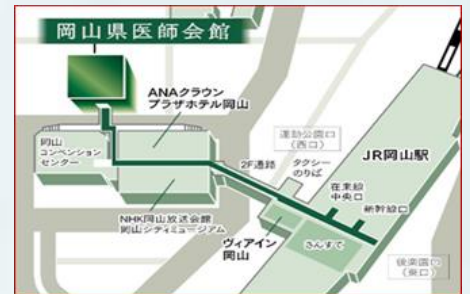 岡山県医師会館
ANAクラウン
プラザホテル岡山
岡山
コンベンション
センター
運動公園口
(西口)
タクシー
のりば
JR岡山駅
2F通路
在来線
中央口
新幹線口
NHK岡山放送会館
岡山シティミュージアム
ヴィアイン
岡山
さんすて
後楽園口
(東口)